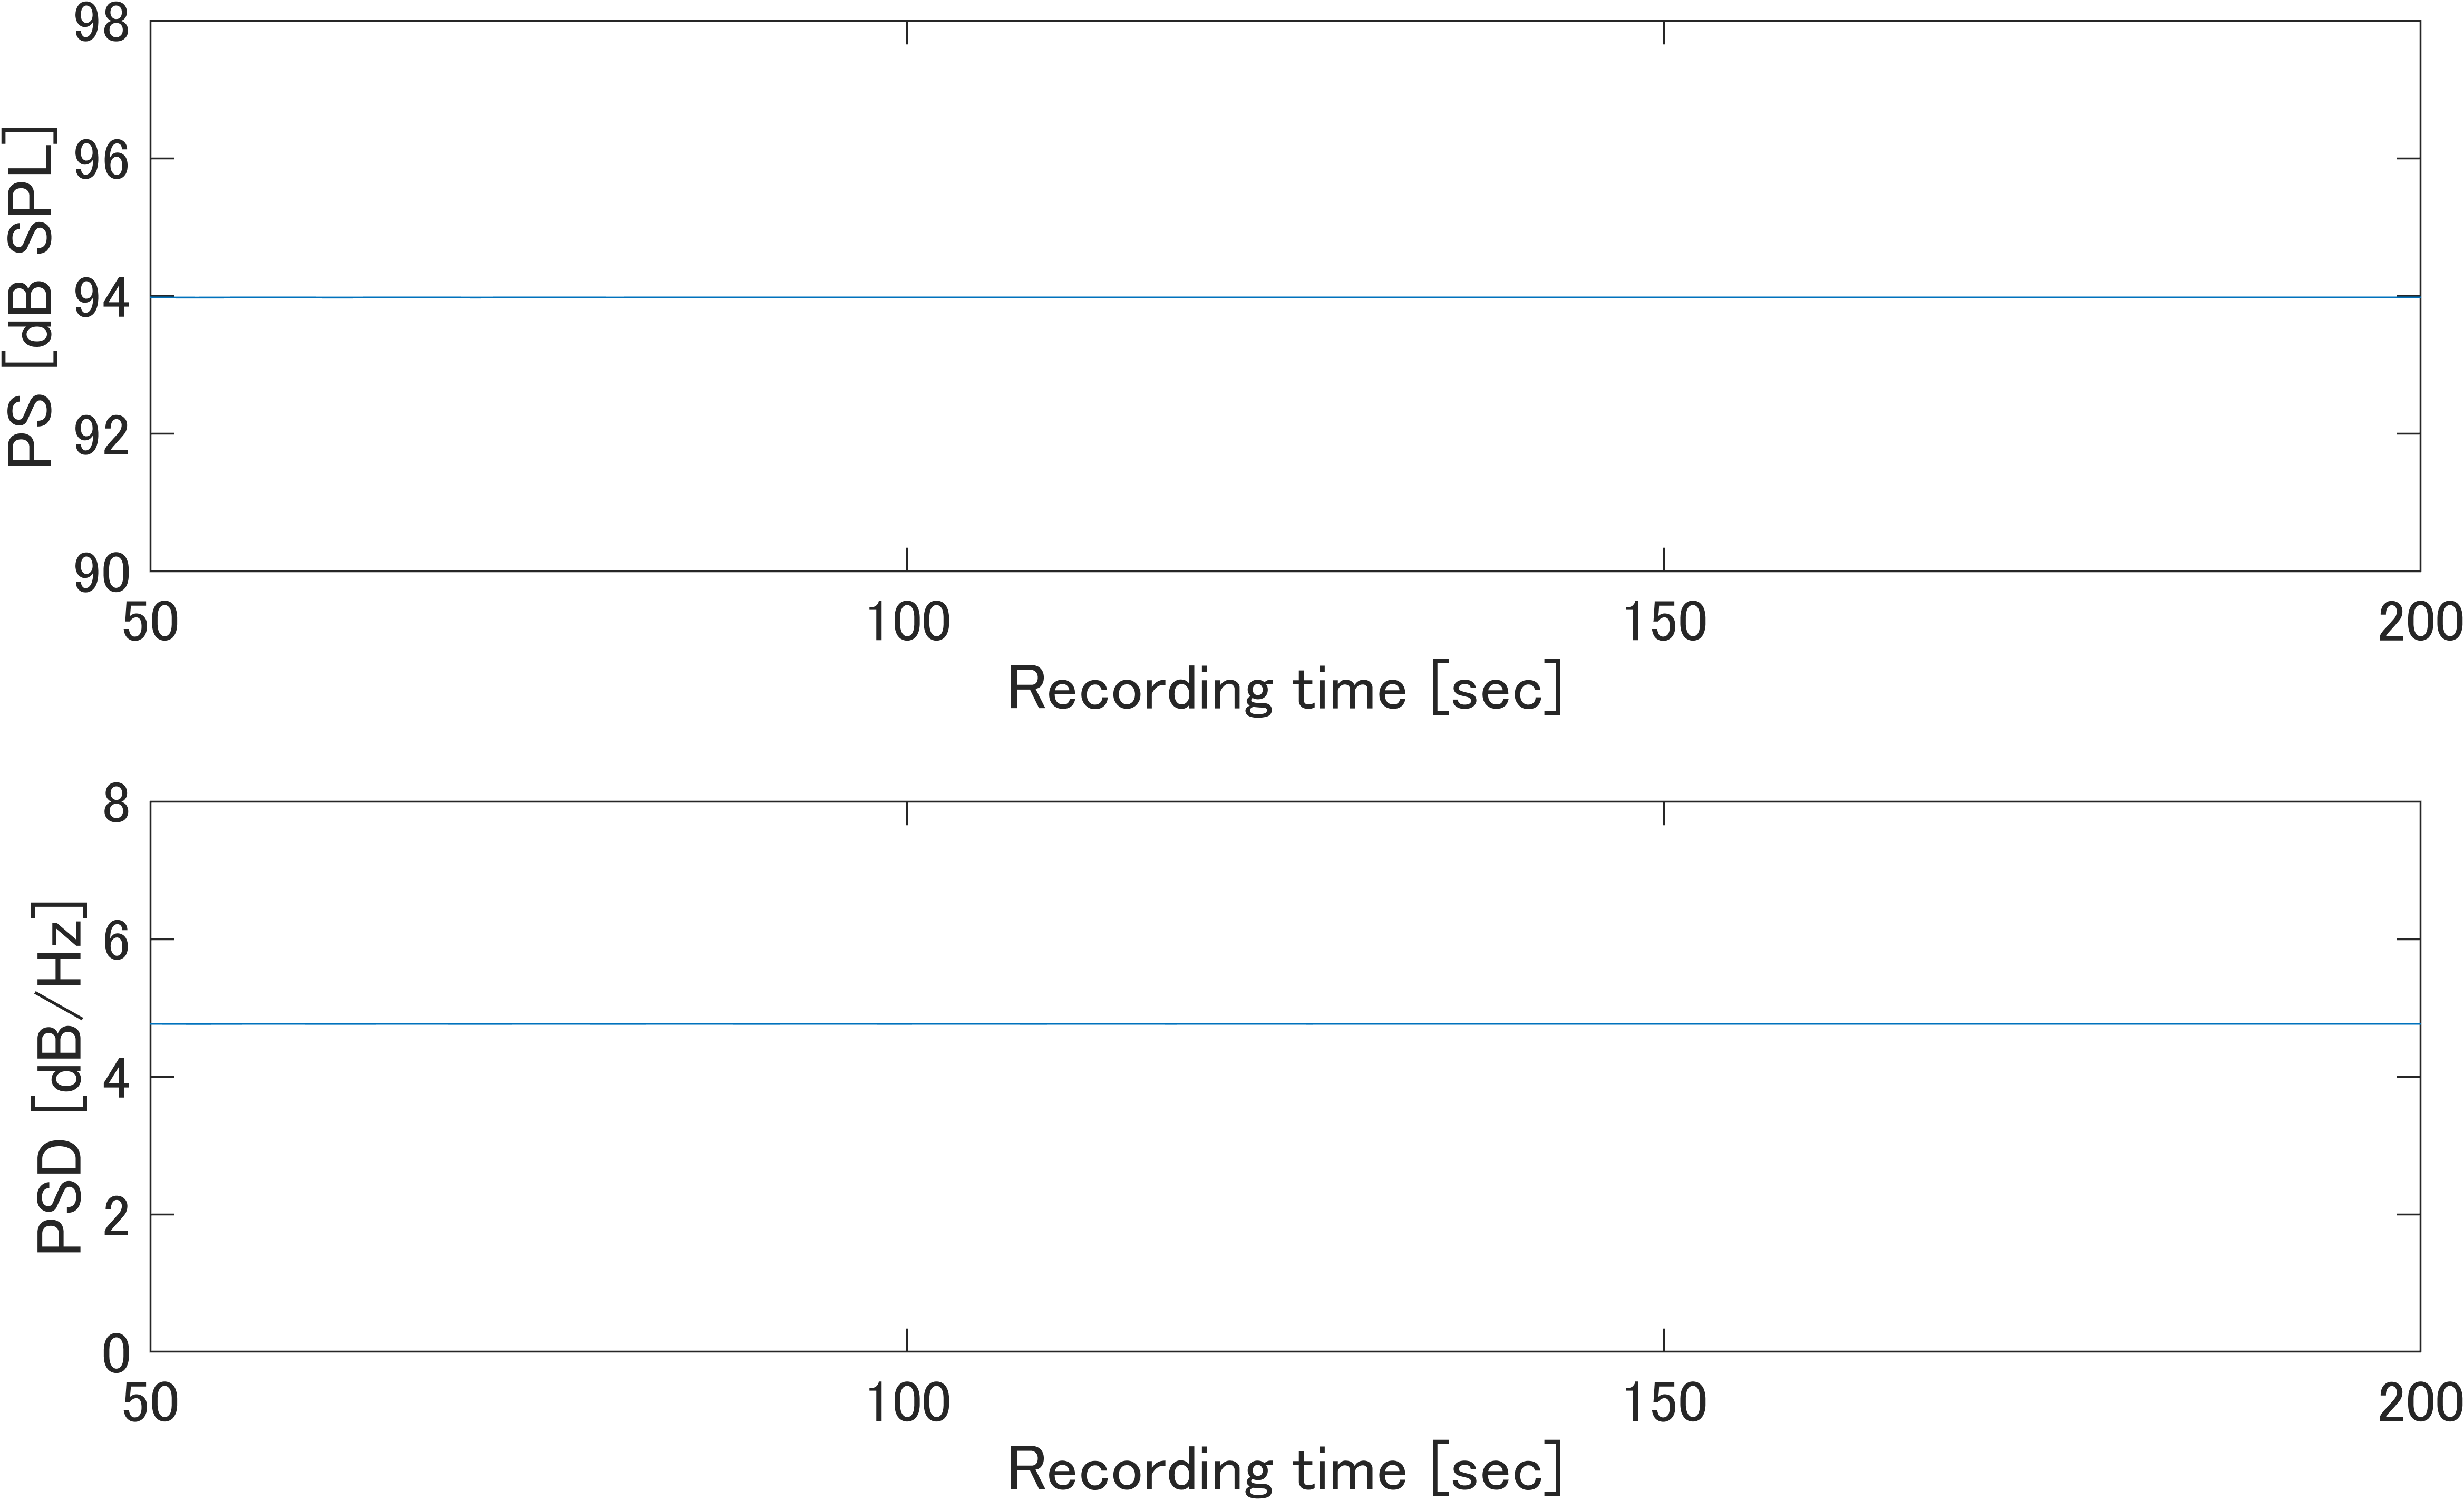 PS [dB SPL]
98
96
94
92
90
50 100 150 200
Recording time [sec]
PSD [dB/Hz]
8
6
4
2
0
50 100 150 200
Recording time [sec]